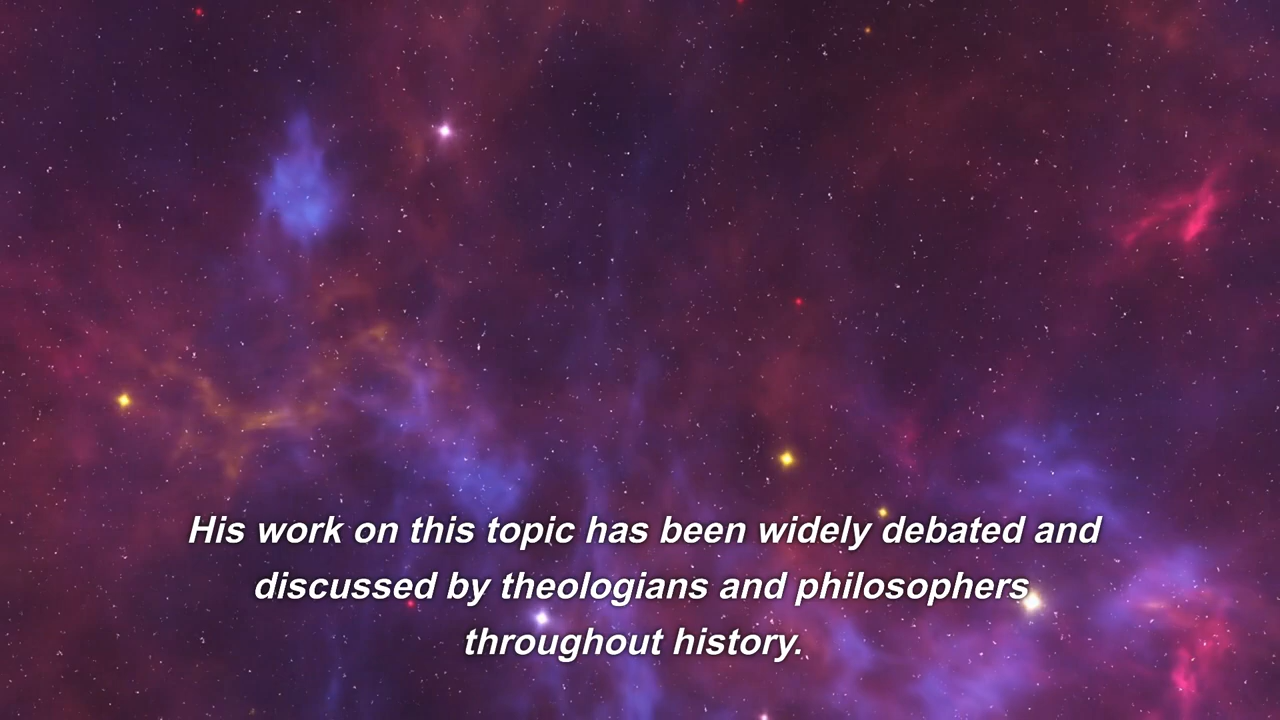 His work on this topic has been widely debated and
discussed by theologians and philosophers
throughout history.